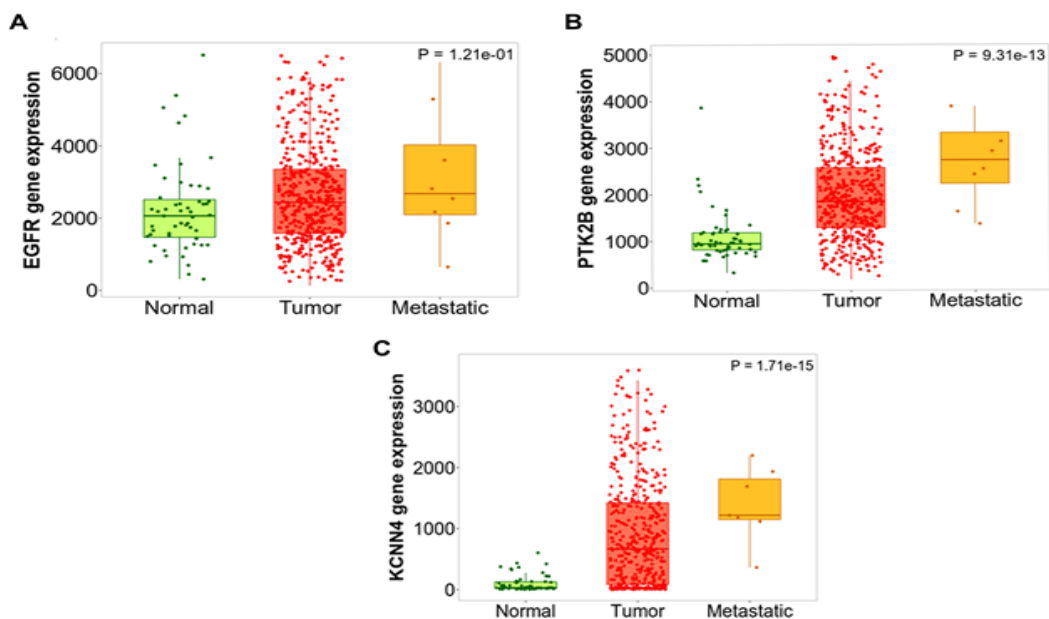 A
EGFR gene expression
6000
4000
2000
0
P = 1.21e-01
Normal Tumor Metastatic
B
PTK2B gene expression
5000
4000
3000
2000
1000
0
P = 9.31e-13
Normal Tumor Metastatic
C
KCNN4 gene expression
3000
2000
1000
0
P = 1.71e-15
Normal Tumor Metastatic